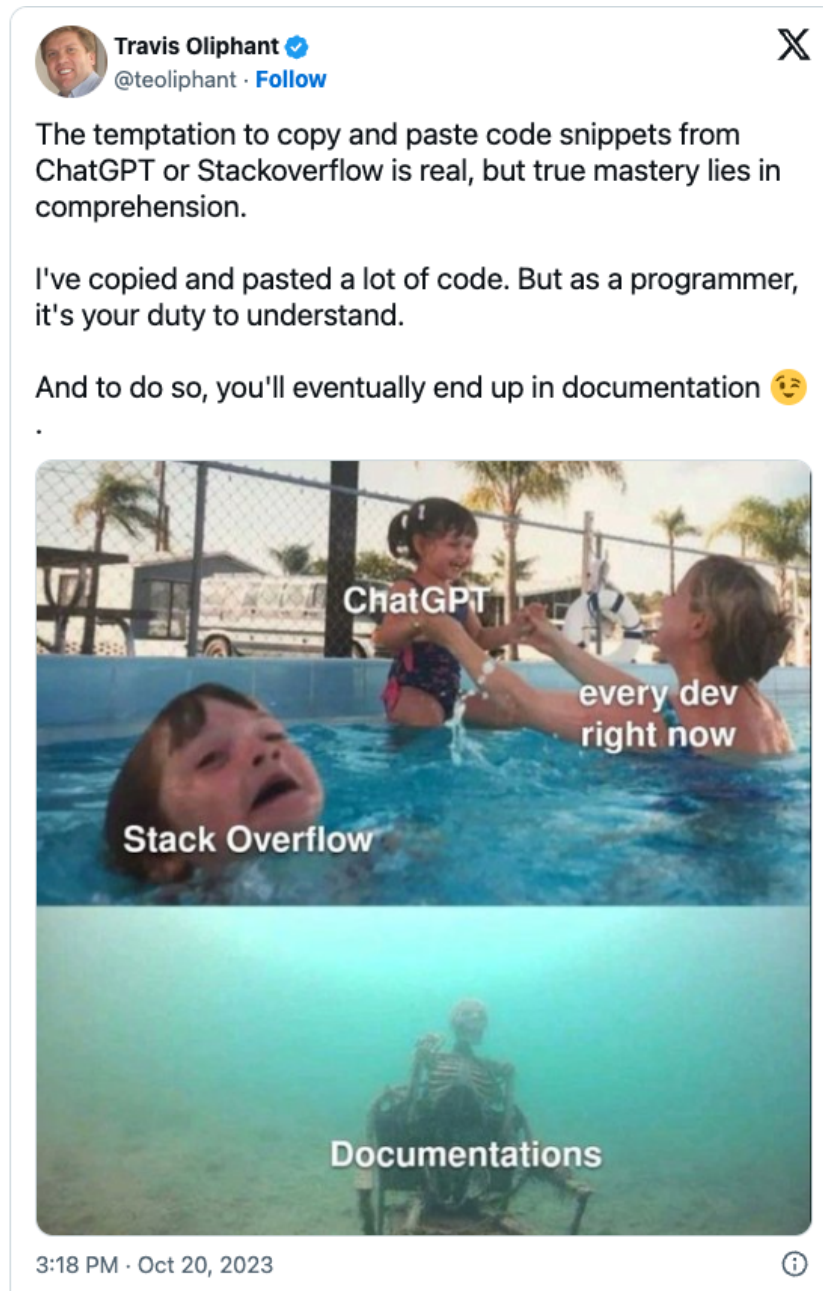 Travis Oliphant
@teoliphant · Follow
The temptation to copy and paste code snippets from
ChatGPT or Stackoverflow is real, but true mastery lies in
comprehension.
I've copied and pasted a lot of code. But as a programmer,
it's your duty to understand.
And to do so, you'll eventually end up in documentation 😉
.
ChatGPT
every dev
right now
Stack Overflow
Documentations
3:18 PM · Oct 20, 2023